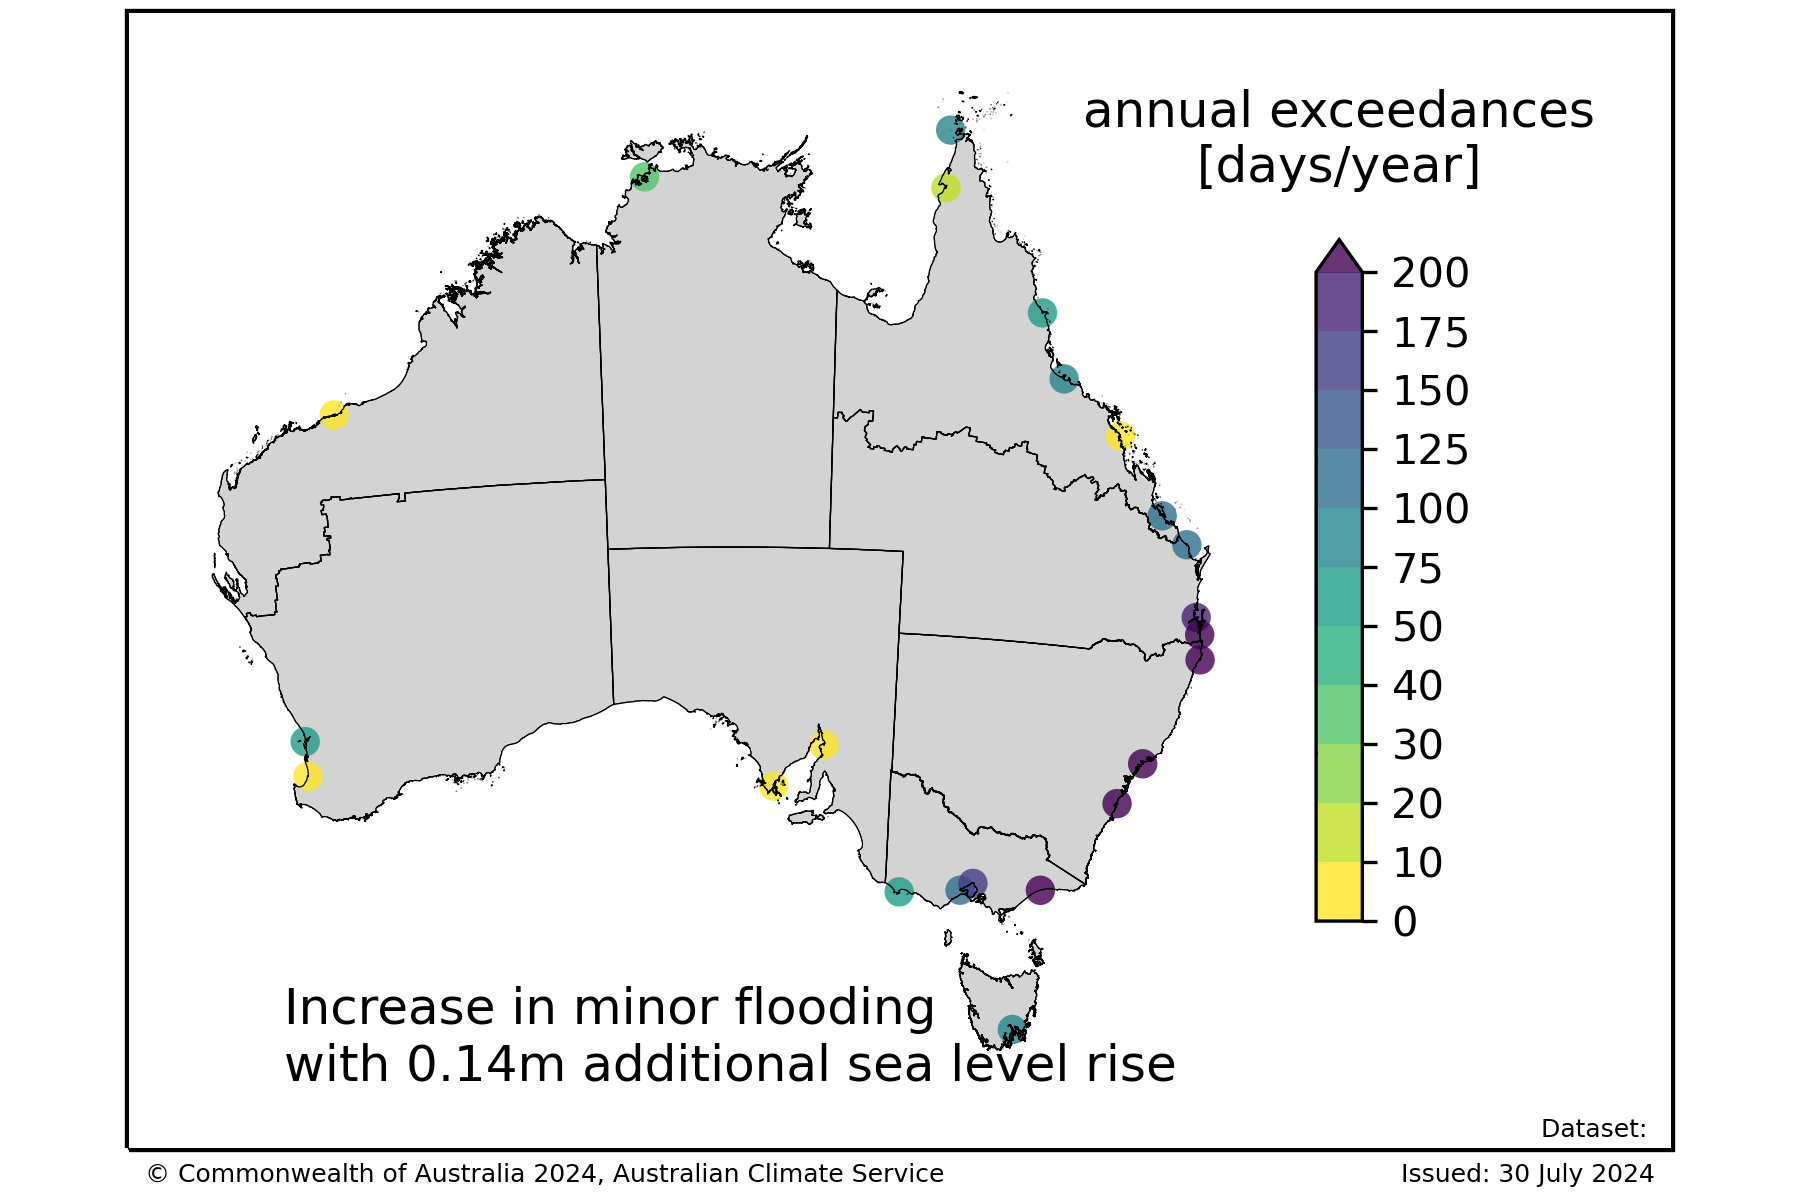 annual exceedances
[days/year]
200
175
150
125
100
75
50
40
30
20
10
0
Increase in minor flooding
with 0.14m additional sea level rise
Dataset:
© Commonwealth of Australia 2024, Australian Climate Service
Issued: 30 July 2024